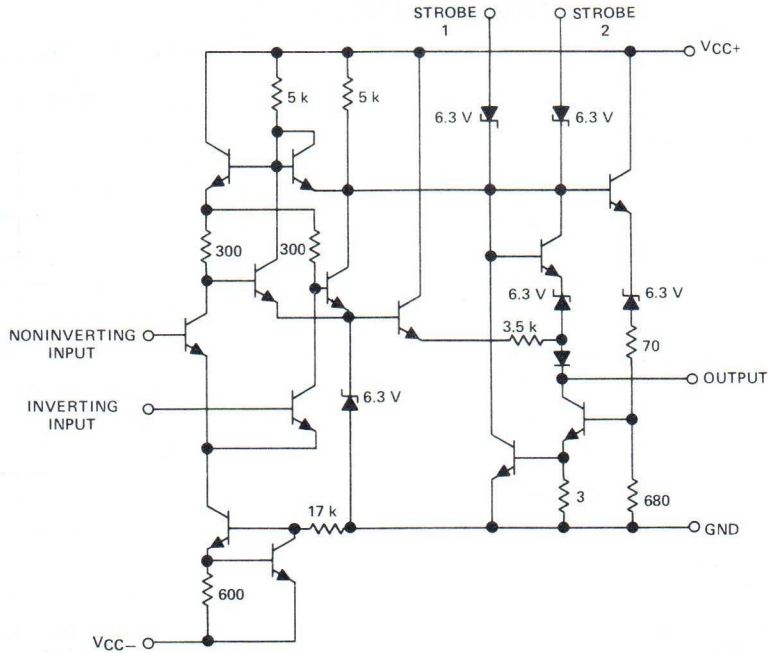 STROBE
1
STROBE
2
VCC+
5 k
5 k
6.3 V
6.3 V
300
300
6.3 V
6.3 V
NONINVERTING
INPUT
3.5 k
70
OUTPUT
INVERTING
INPUT
6.3 V
17 k
3
680
GND
600
VCC−